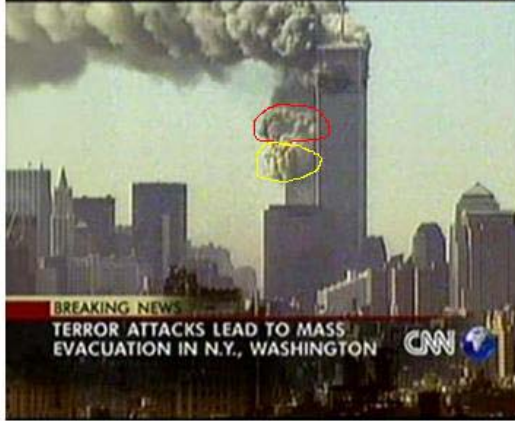 BREAKING NEWS
TERROR ATTACKS LEAD TO MASS
EVACUATION IN N.Y., WASHINGTON
CNN